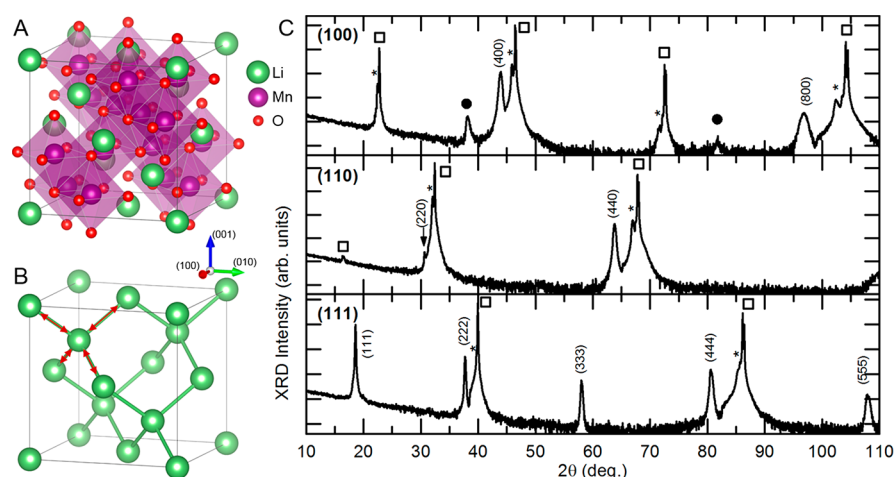 A
Li
Mn
O
(001)
(100)
(010)
B
C
XRD Intensity (arb. units)
(100)
*
(400)
*
*
(800)
*
(110)
(220)
*
(440)
*
(111)
(111)
(222)
*
(333)
(444)
*
(555)
10 20 30 40 50 60 70 80 90 100 110
2θ (deg.)